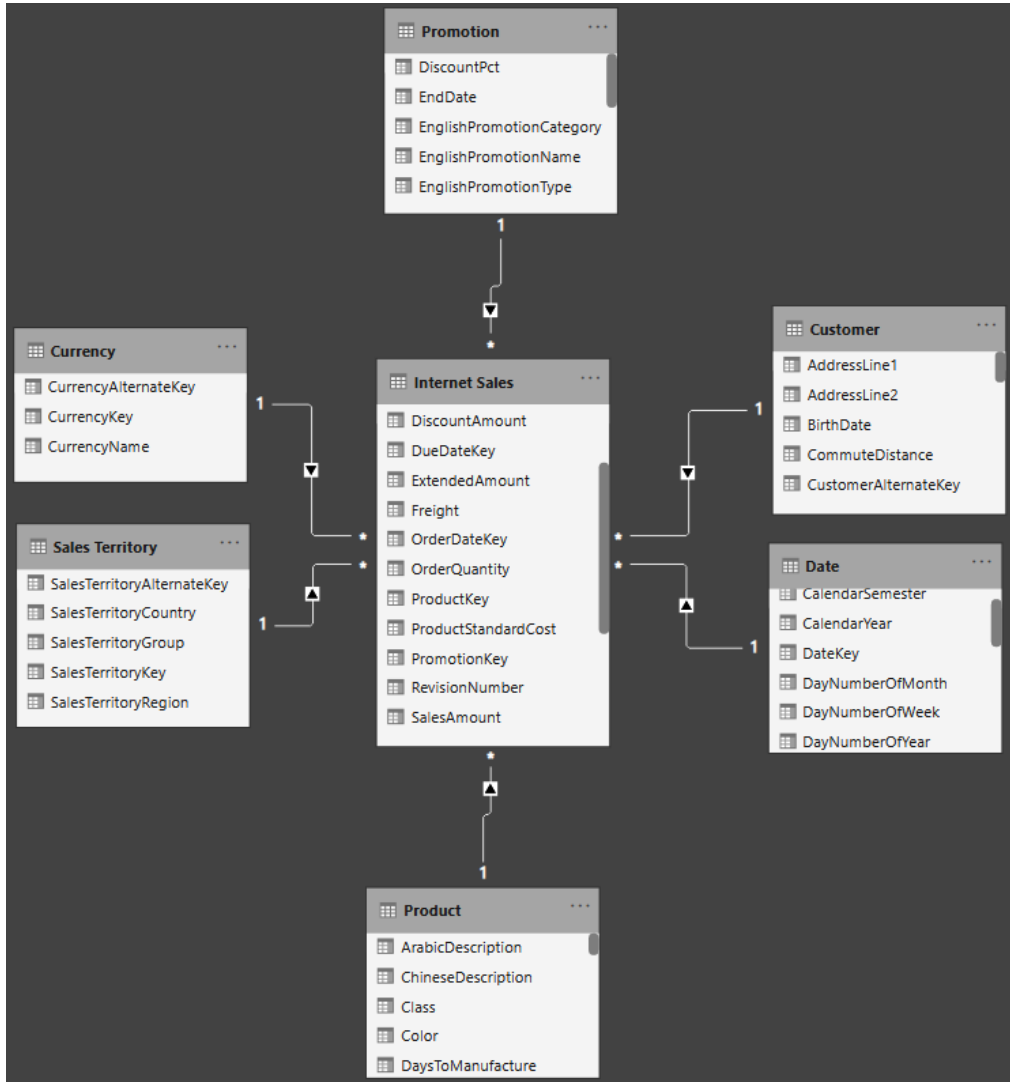 Promotion
DiscountPct
EndDate
EnglishPromotionCategory
EnglishPromotionName
EnglishPromotionType
1
*
Currency
CurrencyAlternateKey
CurrencyKey
CurrencyName
1
*
Sales Territory
SalesTerritoryAlternateKey
SalesTerritoryCountry
SalesTerritoryGroup
SalesTerritoryKey
SalesTerritoryRegion
1
*
Internet Sales
DiscountAmount
DueDateKey
ExtendedAmount
Freight
OrderDateKey
OrderQuantity
ProductKey
ProductStandardCost
PromotionKey
RevisionNumber
SalesAmount
Customer
AddressLine1
AddressLine2
BirthDate
CommuteDistance
CustomerAlternateKey
1
*
Date
CalendarSemester
CalendarYear
DateKey
DayNumberOfMonth
DayNumberOfWeek
DayNumberOfYear
1
*
*
1
Product
ArabicDescription
ChineseDescription
Class
Color
DaysToManufacture